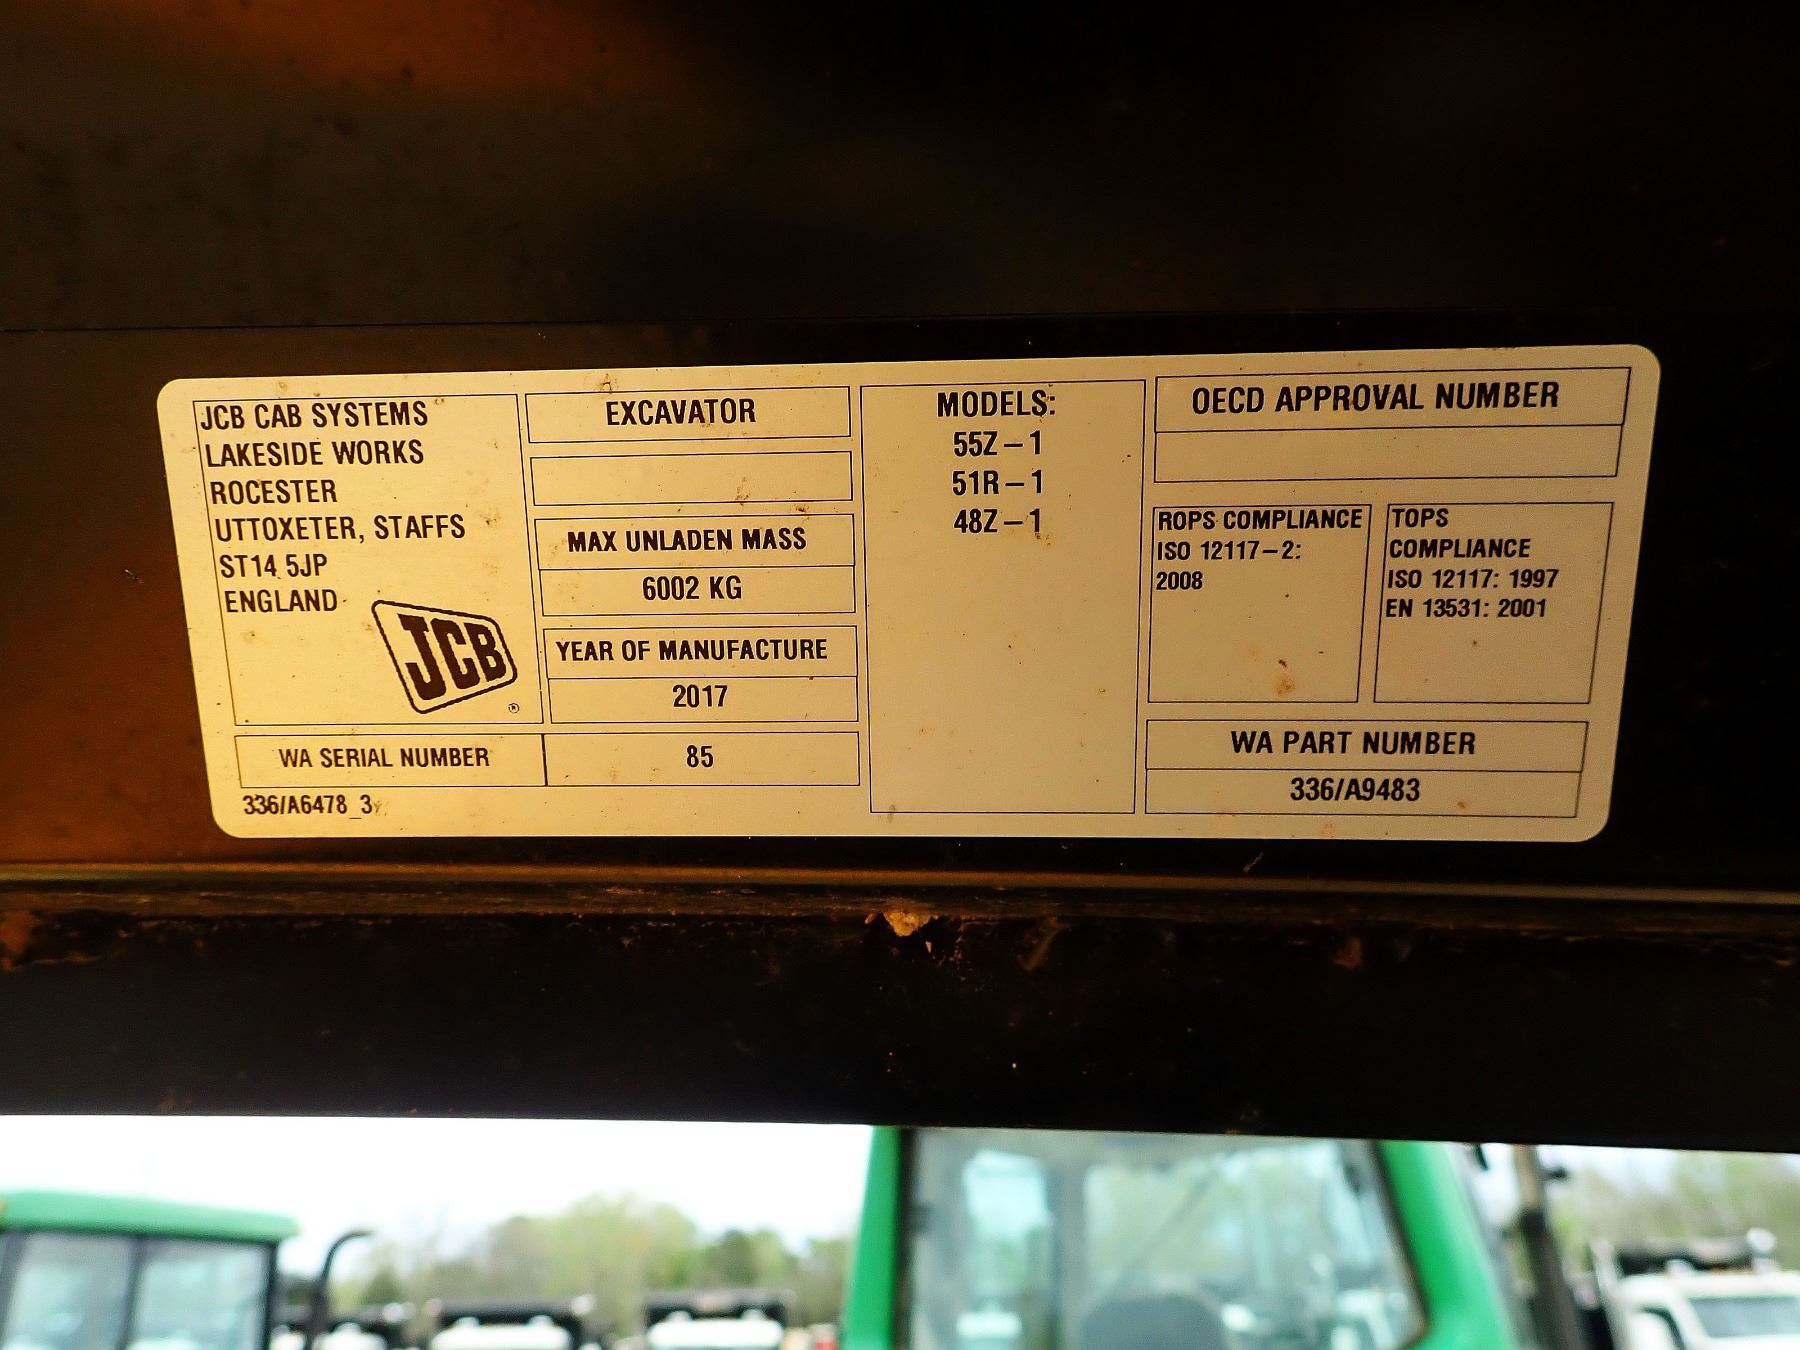 JCB CAB SYSTEMS
LAKESIDE WORKS
ROCESTER
UTTOXETER, STAFFS
ST14 5JP
ENGLAND
JCB
®
WA SERIAL NUMBER
85
336/A6478_3
EXCAVATOR
MAX UNLADEN MASS
6002 KG
YEAR OF MANUFACTURE
2017
MODELS:
55Z-1
51R-1
48Z-1
OECD APPROVAL NUMBER
ROPS COMPLIANCE
ISO 12117-2:
2008
TOPS
COMPLIANCE
ISO 12117: 1997
EN 13531: 2001
WA PART NUMBER
336/A9483